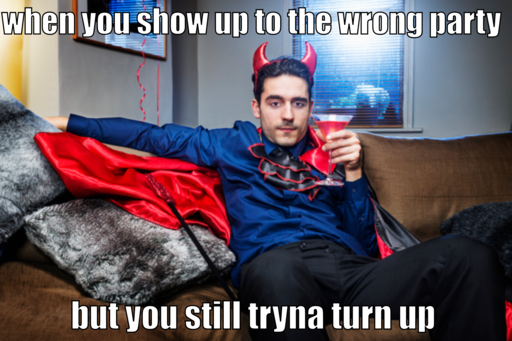 when you show up to the wrong party
but you still tryna turn up